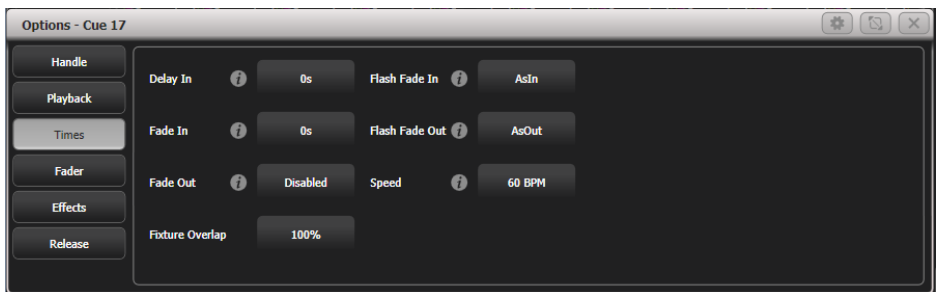 Options - Cue 17
Handle
Playback
Times
Fader
Effects
Release
Delay In i 0s Flash Fade In i AsIn
Fade In i 0s Flash Fade Out i AsOut
Fade Out i Disabled Speed i 60 BPM
Fixture Overlap 100%